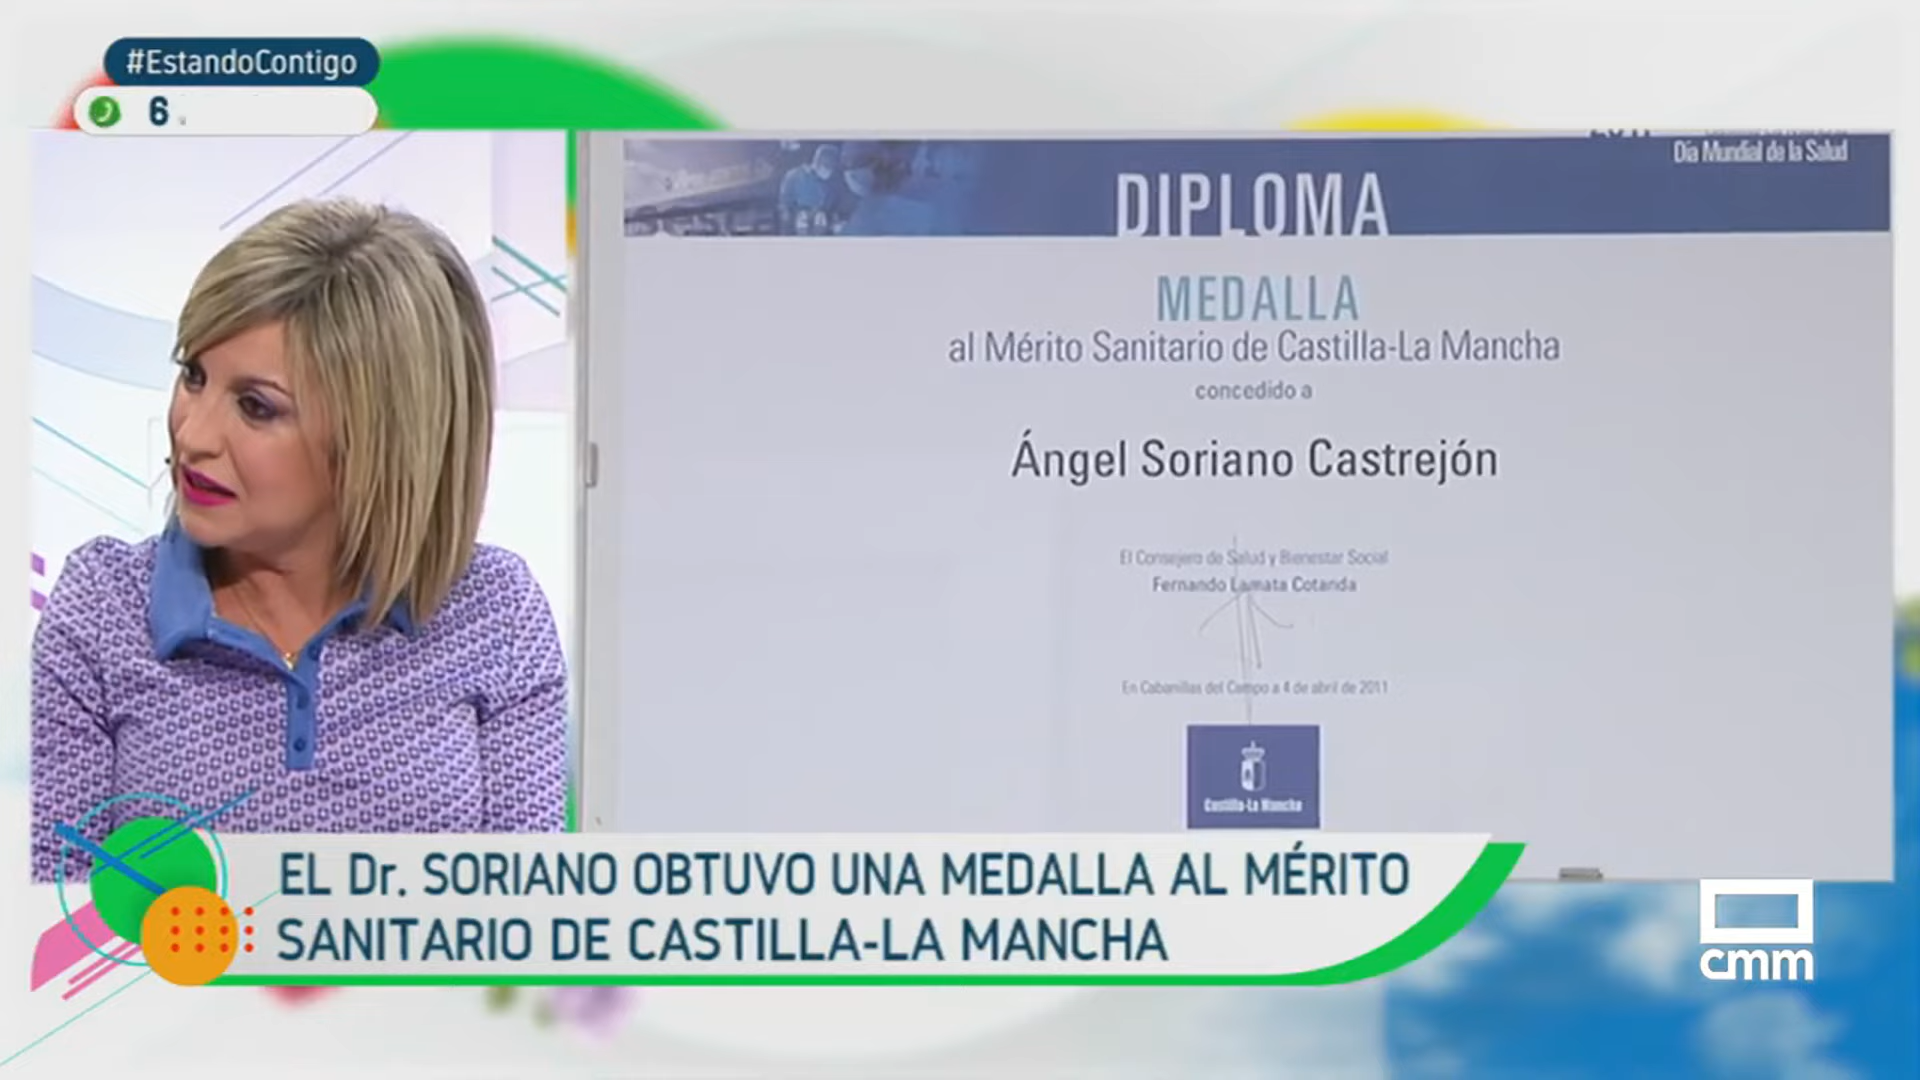 #EstandoContigo
6
Día Mundial de la Salud
DIPLOMA
MEDALLA
al Mérito Sanitario de Castilla-La Mancha
concedido a
Ángel Soriano Castrejón
El Consejero de Salud y Bienestar Social
Fernando Lamata Cotanda
En Cabanillas del Campo a 4 de abril de 2011
Castilla-La Mancha
EL Dr. SORIANO OBTUVO UNA MEDALLA AL MÉRITO
SANITARIO DE CASTILLA-LA MANCHA
cmm